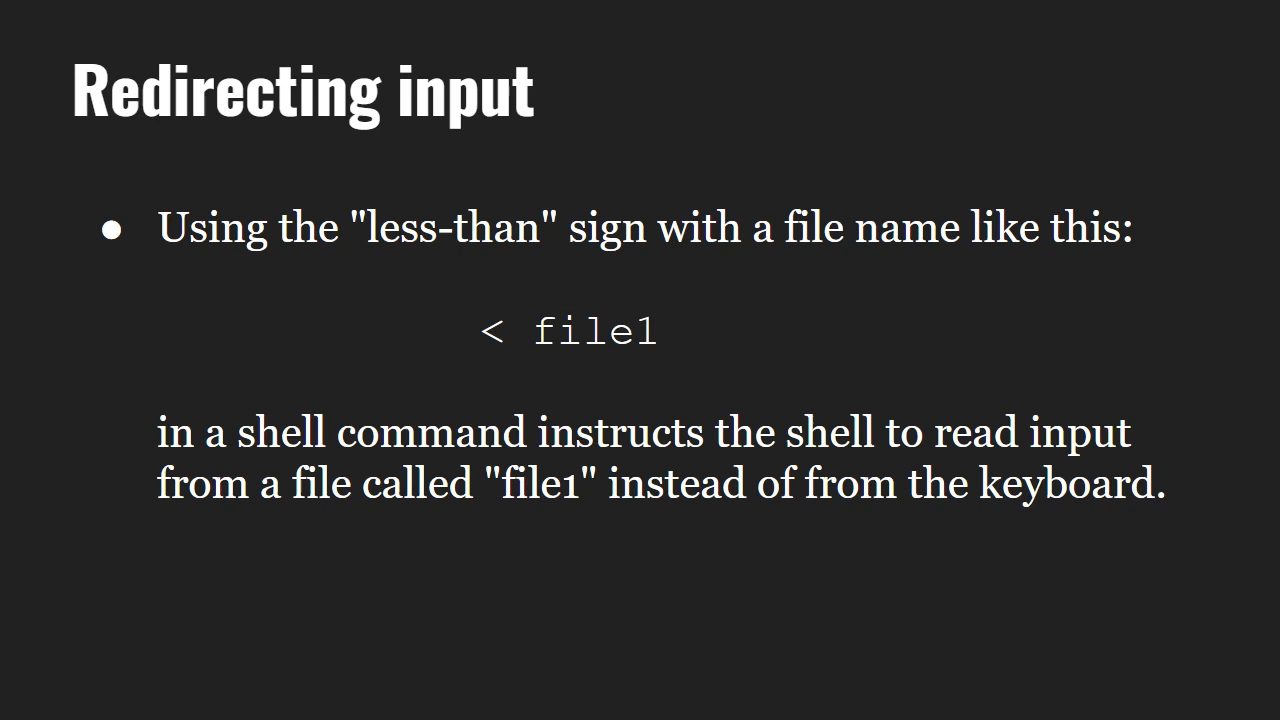 Redirecting input
● Using the "less-than" sign with a file name like this:
< file1
in a shell command instructs the shell to read input
from a file called "file1" instead of from the keyboard.